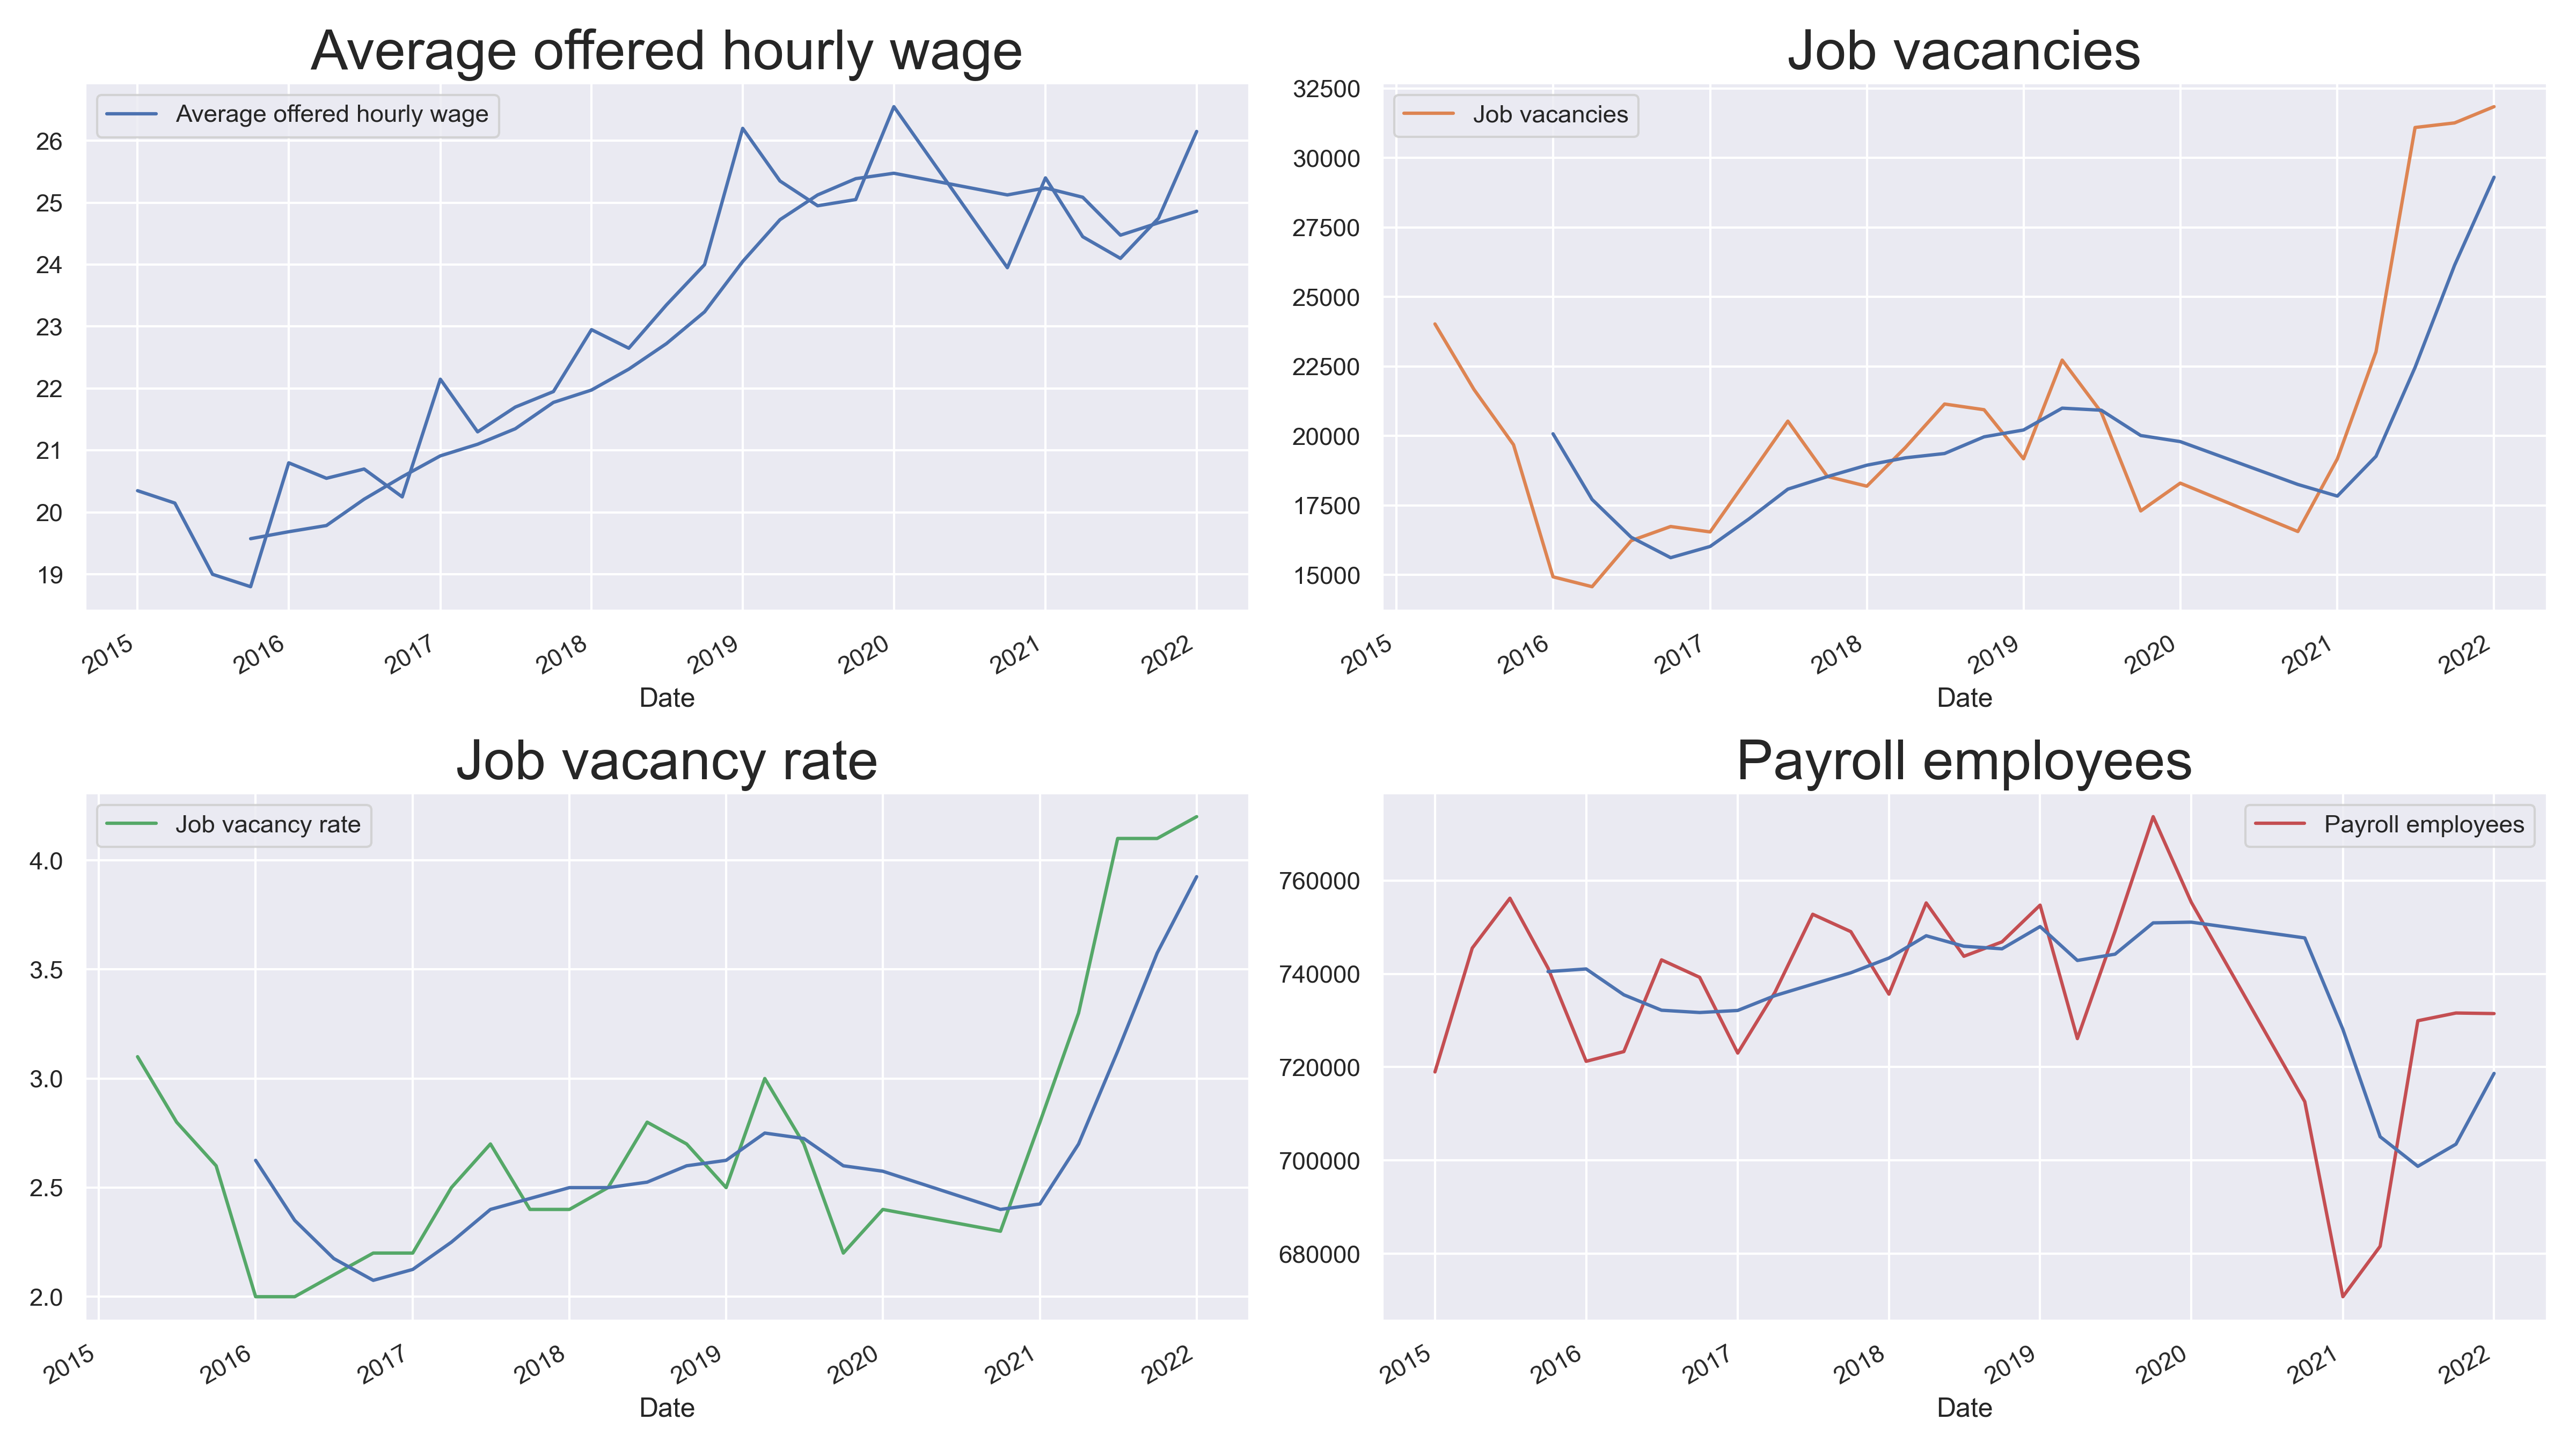 Average offered hourly wage
Average offered hourly wage
26
25
24
23
22
21
20
19
2015 2016 2017 2018 2019 2020 2021 2022
Date
Job vacancies
Job vacancies
32500
30000
27500
25000
22500
20000
17500
15000
2015 2016 2017 2018 2019 2020 2021 2022
Date
Job vacancy rate
Job vacancy rate
4.0
3.5
3.0
2.5
2.0
2015 2016 2017 2018 2019 2020 2021 2022
Date
Payroll employees
Payroll employees
760000
740000
720000
700000
680000
2015 2016 2017 2018 2019 2020 2021 2022
Date